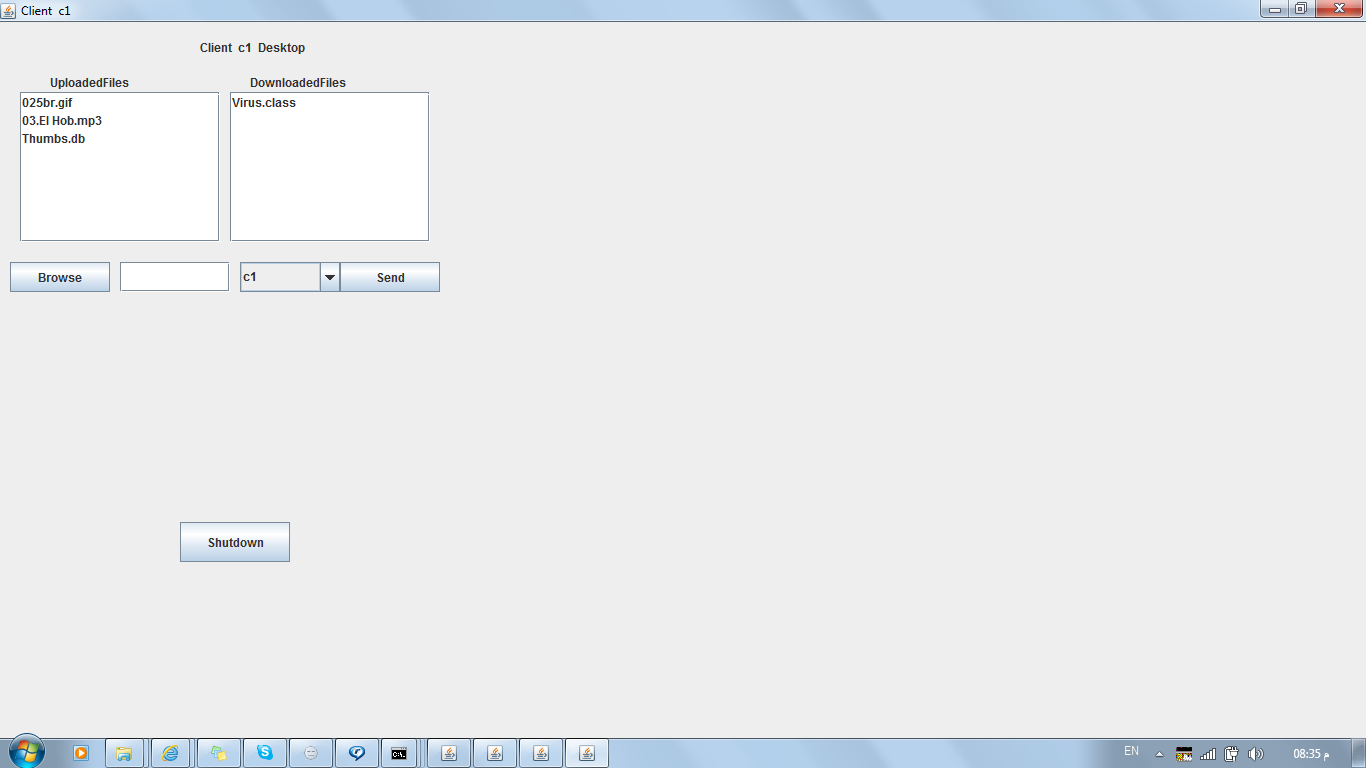 Client c1
Client c1 Desktop
UploadedFiles
DownloadedFiles
025br.gif
03.El Hob.mp3
Thumbs.db
Virus.class
Browse
c1
Send
Shutdown
C:\.
EN
08:35 م